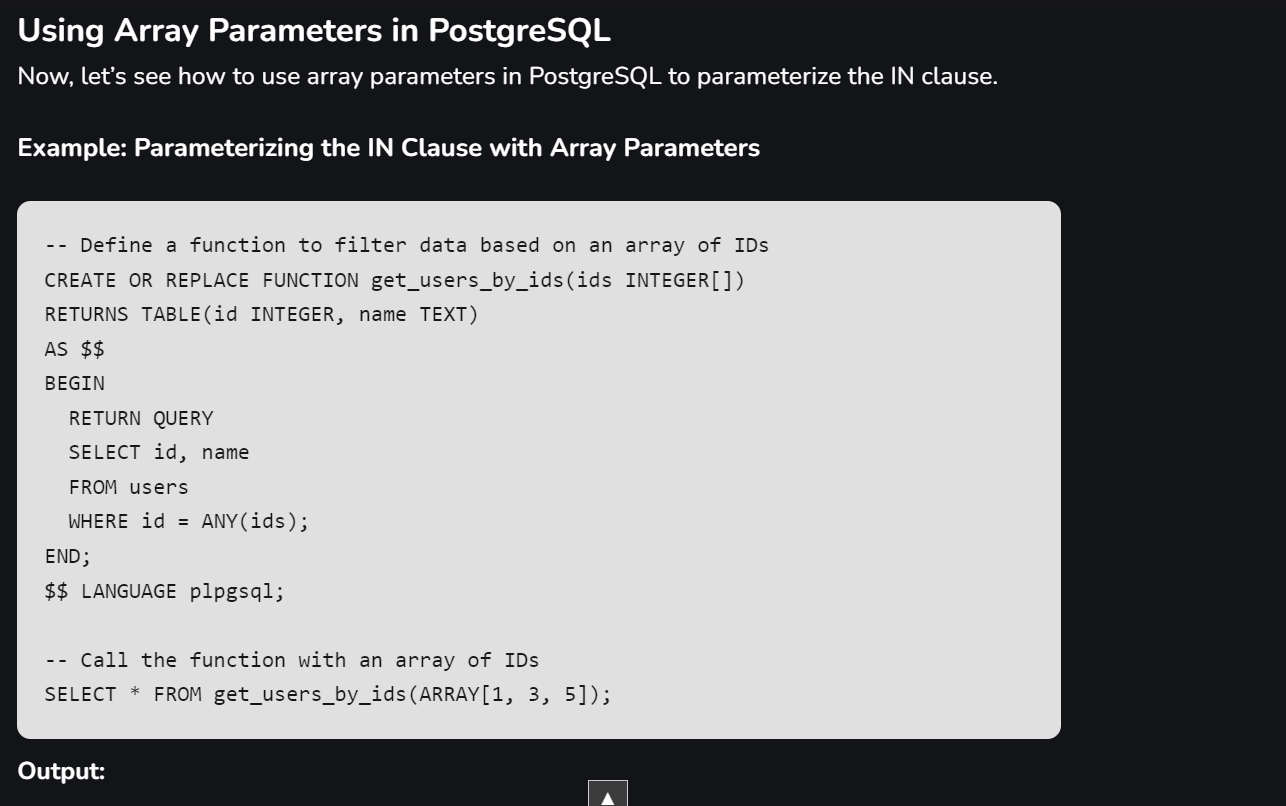 Using Array Parameters in PostgreSQL
Now, let’s see how to use array parameters in PostgreSQL to parameterize the IN clause.
Example: Parameterizing the IN Clause with Array Parameters
-- Define a function to filter data based on an array of IDs
CREATE OR REPLACE FUNCTION get_users_by_ids(ids INTEGER[])
RETURNS TABLE(id INTEGER, name TEXT)
AS $$
BEGIN
  RETURN QUERY
  SELECT id, name
  FROM users
  WHERE id = ANY(ids);
END;
$$ LANGUAGE plpgsql;
-- Call the function with an array of IDs
SELECT * FROM get_users_by_ids(ARRAY[1, 3, 5]);
Output: